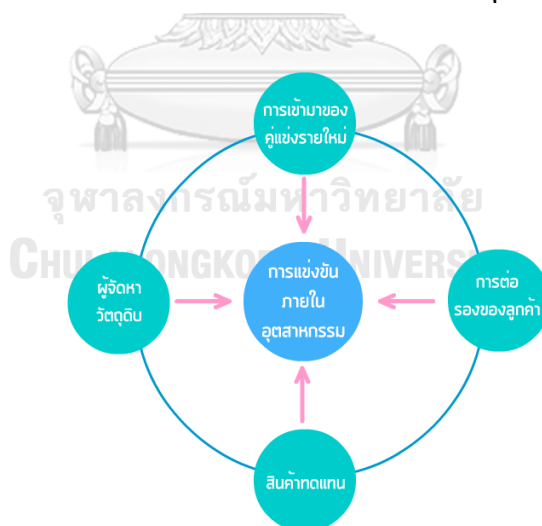 การเข้ามาของ
คู่แข่งรายใหม่
จุฬาลงกรณ์มหาวิทยาลัย
CHULALONGKORN UNIVERSITY
ผู้จัดหา
วัตถุดิบ
การแข่งขัน
ภายใน
อุตสาหกรรม
การต่อ
รองของลูกค้า
สินค้าทดแทน